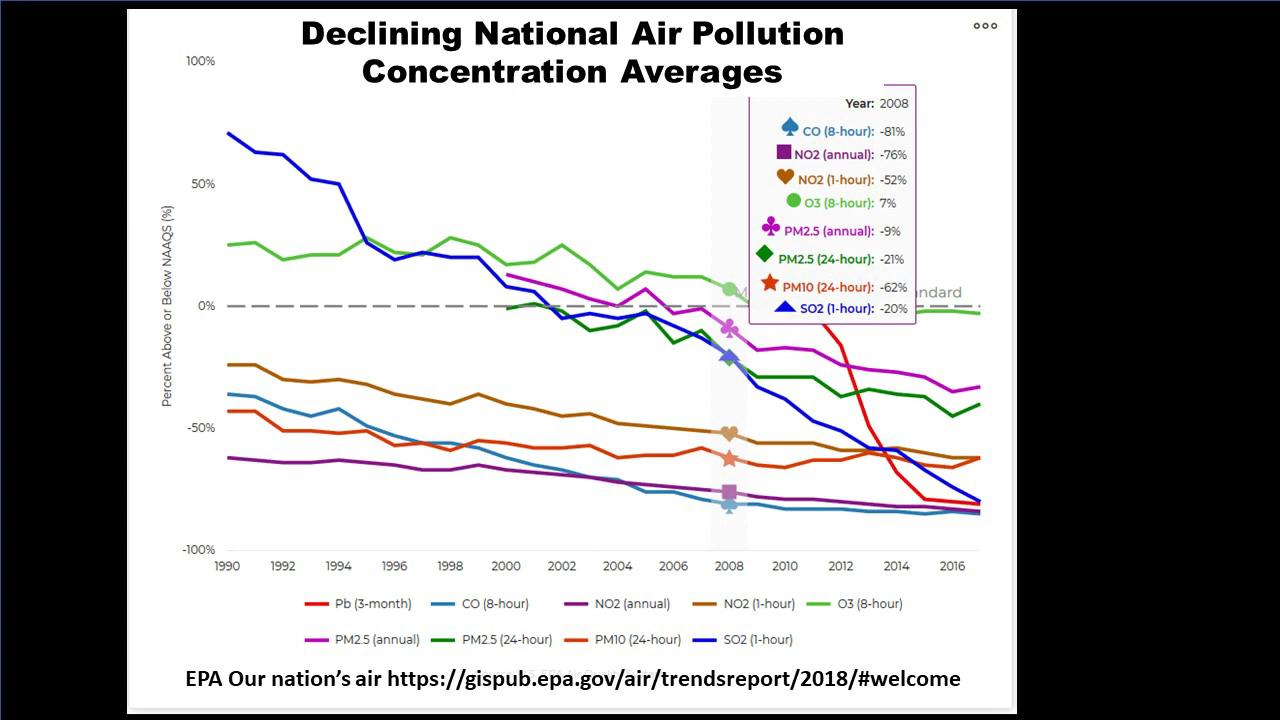 Declining National Air Pollution
Concentration Averages
100%
50%
0%
-50%
-100%
Percent Above or Below NAAQS (%)
Year: 2008
CO (8-hour): -81%
NO2 (annual): -76%
NO2 (1-hour): -52%
O3 (8-hour): 7%
PM2.5 (annual): -9%
PM2.5 (24-hour): -21%
PM10 (24-hour): -62%
SO2 (1-hour): -20%
1990 1992 1994 1996 1998 2000 2002 2004 2006 2008 2010 2012 2014 2016
Pb (3-month) CO (8-hour) NO2 (annual) NO2 (1-hour) O3 (8-hour)
PM2.5 (annual) PM2.5 (24-hour) PM10 (24-hour) SO2 (1-hour)
EPA Our nation's air https://gispub.epa.gov/air/trendsreport/2018/#welcome